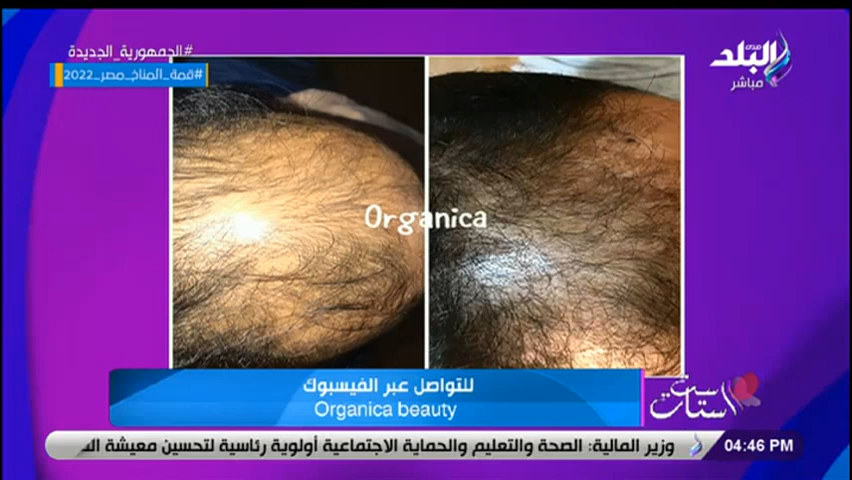 #الجمهورية_الجديدة
#قمة_المناخ_مصر_2022
صدى
البلد
مباشر
Organica
للتواصل عبر الفيسبوك
Organica beauty
ست
ستات
04:46 PM
وزير المالية: الصحة والتعليم والحماية الاجتماعية أولوية رئاسية لتحسين معيشة